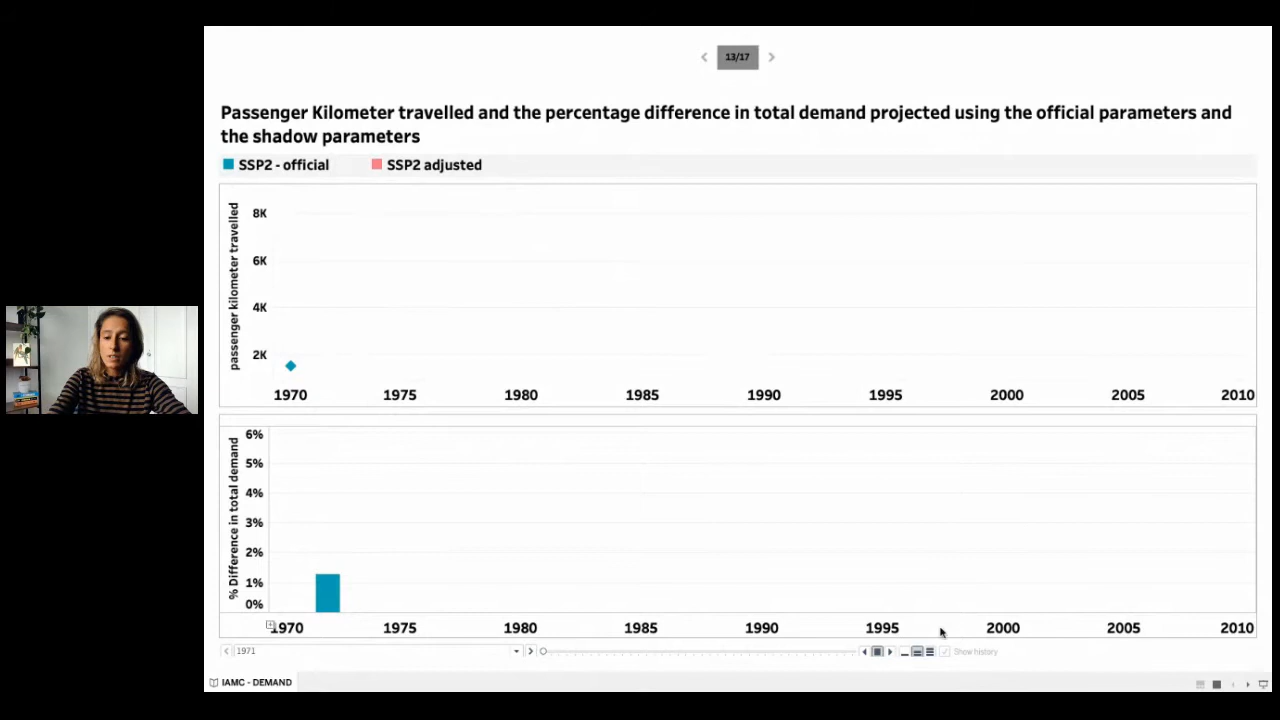 13/17
Passenger Kilometer travelled and the percentage difference in total demand projected using the official parameters and
the shadow parameters
SSP2 - official SSP2 adjusted
passenger kilometer travelled
8K
6K
4K
2K
1970 1975 1980 1985 1990 1995 2000 2005 2010
% Difference in total demand
6%
5%
4%
3%
2%
1%
0%
1970 1975 1980 1985 1990 1995 2000 2005 2010
1971 Show history
IAMC - DEMAND